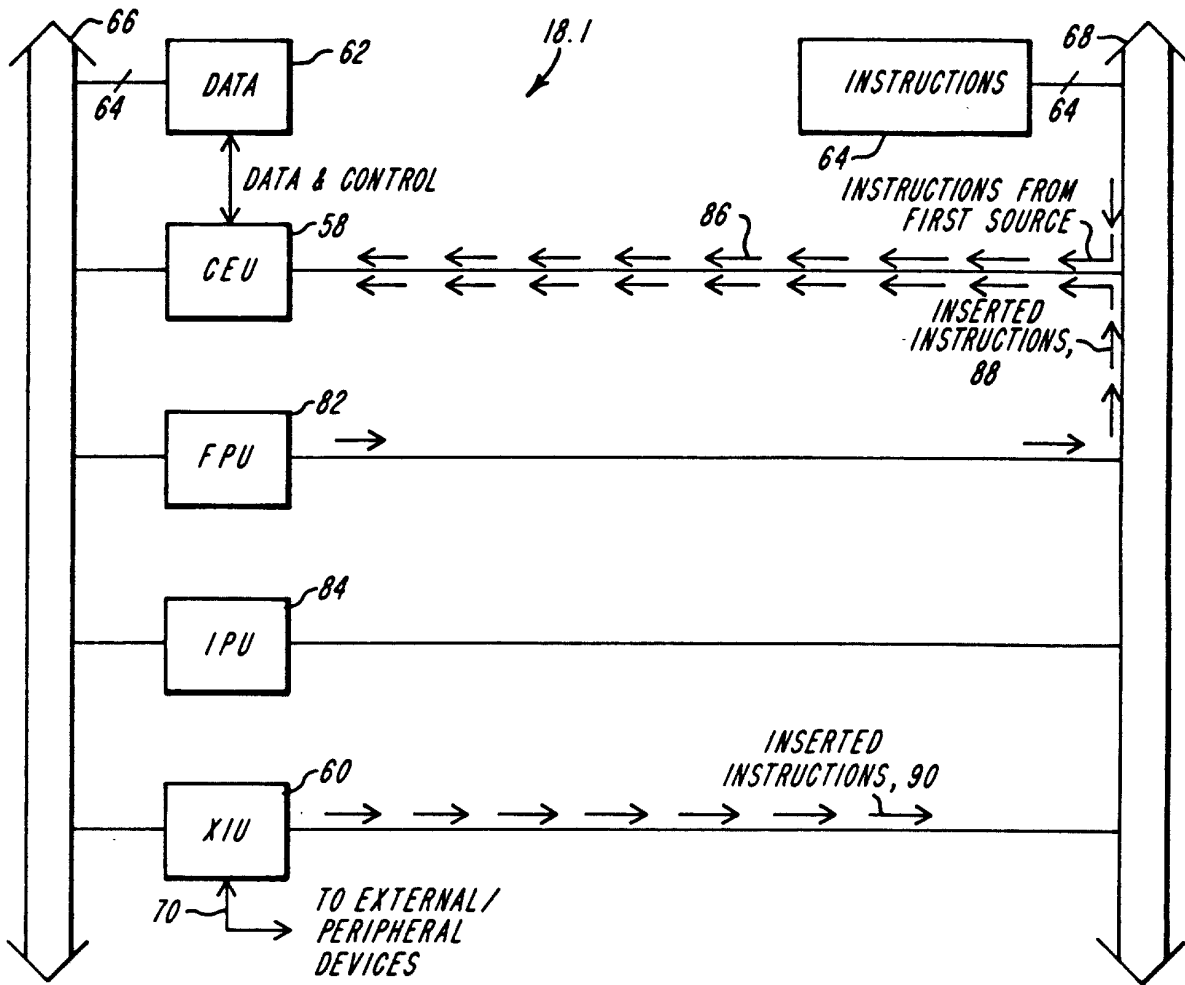 66
DATA
62
64
18.1
68
INSTRUCTIONS
64
64
DATA & CONTROL
58
CEU
86
INSTRUCTIONS FROM
FIRST SOURCE
INSERTED
INSTRUCTIONS,
88
82
FPU
84
IPU
60
XIU
INSERTED
INSTRUCTIONS, 90
70
TO EXTERNAL/
PERIPHERAL
DEVICES